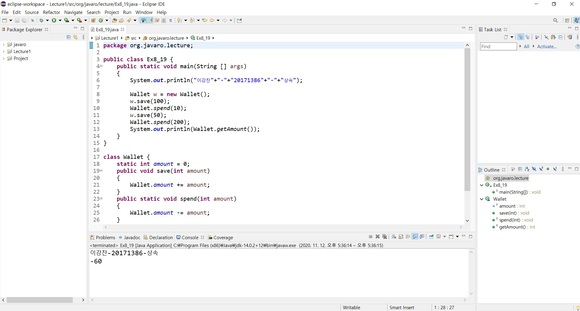 eclipse-workspace - Lecture1/src/org/javaro/lecture/Ex8_19.java - Eclipse IDE
File Edit Source Refactor Navigate Search Project Run Window Help
Package Explorer
javaro
Lecture1
Project
Ex8_19.java
Lecture1 src org.javaro.lecture Ex8_19
1 package org.javaro.lecture;
2
3 public class Ex8_19 {
4 public static void main(String [] args)
5 {
6 System.out.println("이강찬"+"-"+"20171386"+"-"+"상속");
7
8 Wallet w = new Wallet();
9 w.save(100);
10 Wallet.spend(10);
11 w.save(50);
12 Wallet.spend(200);
13 System.out.println(Wallet.getAmount());
14 }
15 }
16
17 class Wallet {
18 static int amount = 0;
19 public void save(int amount)
20 {
21 Wallet.amount += amount;
22 }
23 public static void spend(int amount)
24 {
25 Wallet.amount -= amount;
26 }
Problems Javadoc Declaration Console Coverage
<terminated> Ex8_19 [Java Application] C:\Program Files (x86)\Java\jdk-14.0.2+12\bin\javaw.exe (2020. 11. 12. 오후 5:36:14 – 오후 5:36:15)
이강찬-20171386-상속
-60
Task List
Find All Activate...
Outline
org.javaro.lecture
Ex8_19
main(String[]) : void
Wallet
amount : int
save(int) : void
spend(int) : void
getAmount() : int
Writable Smart Insert 1 : 28 : 27